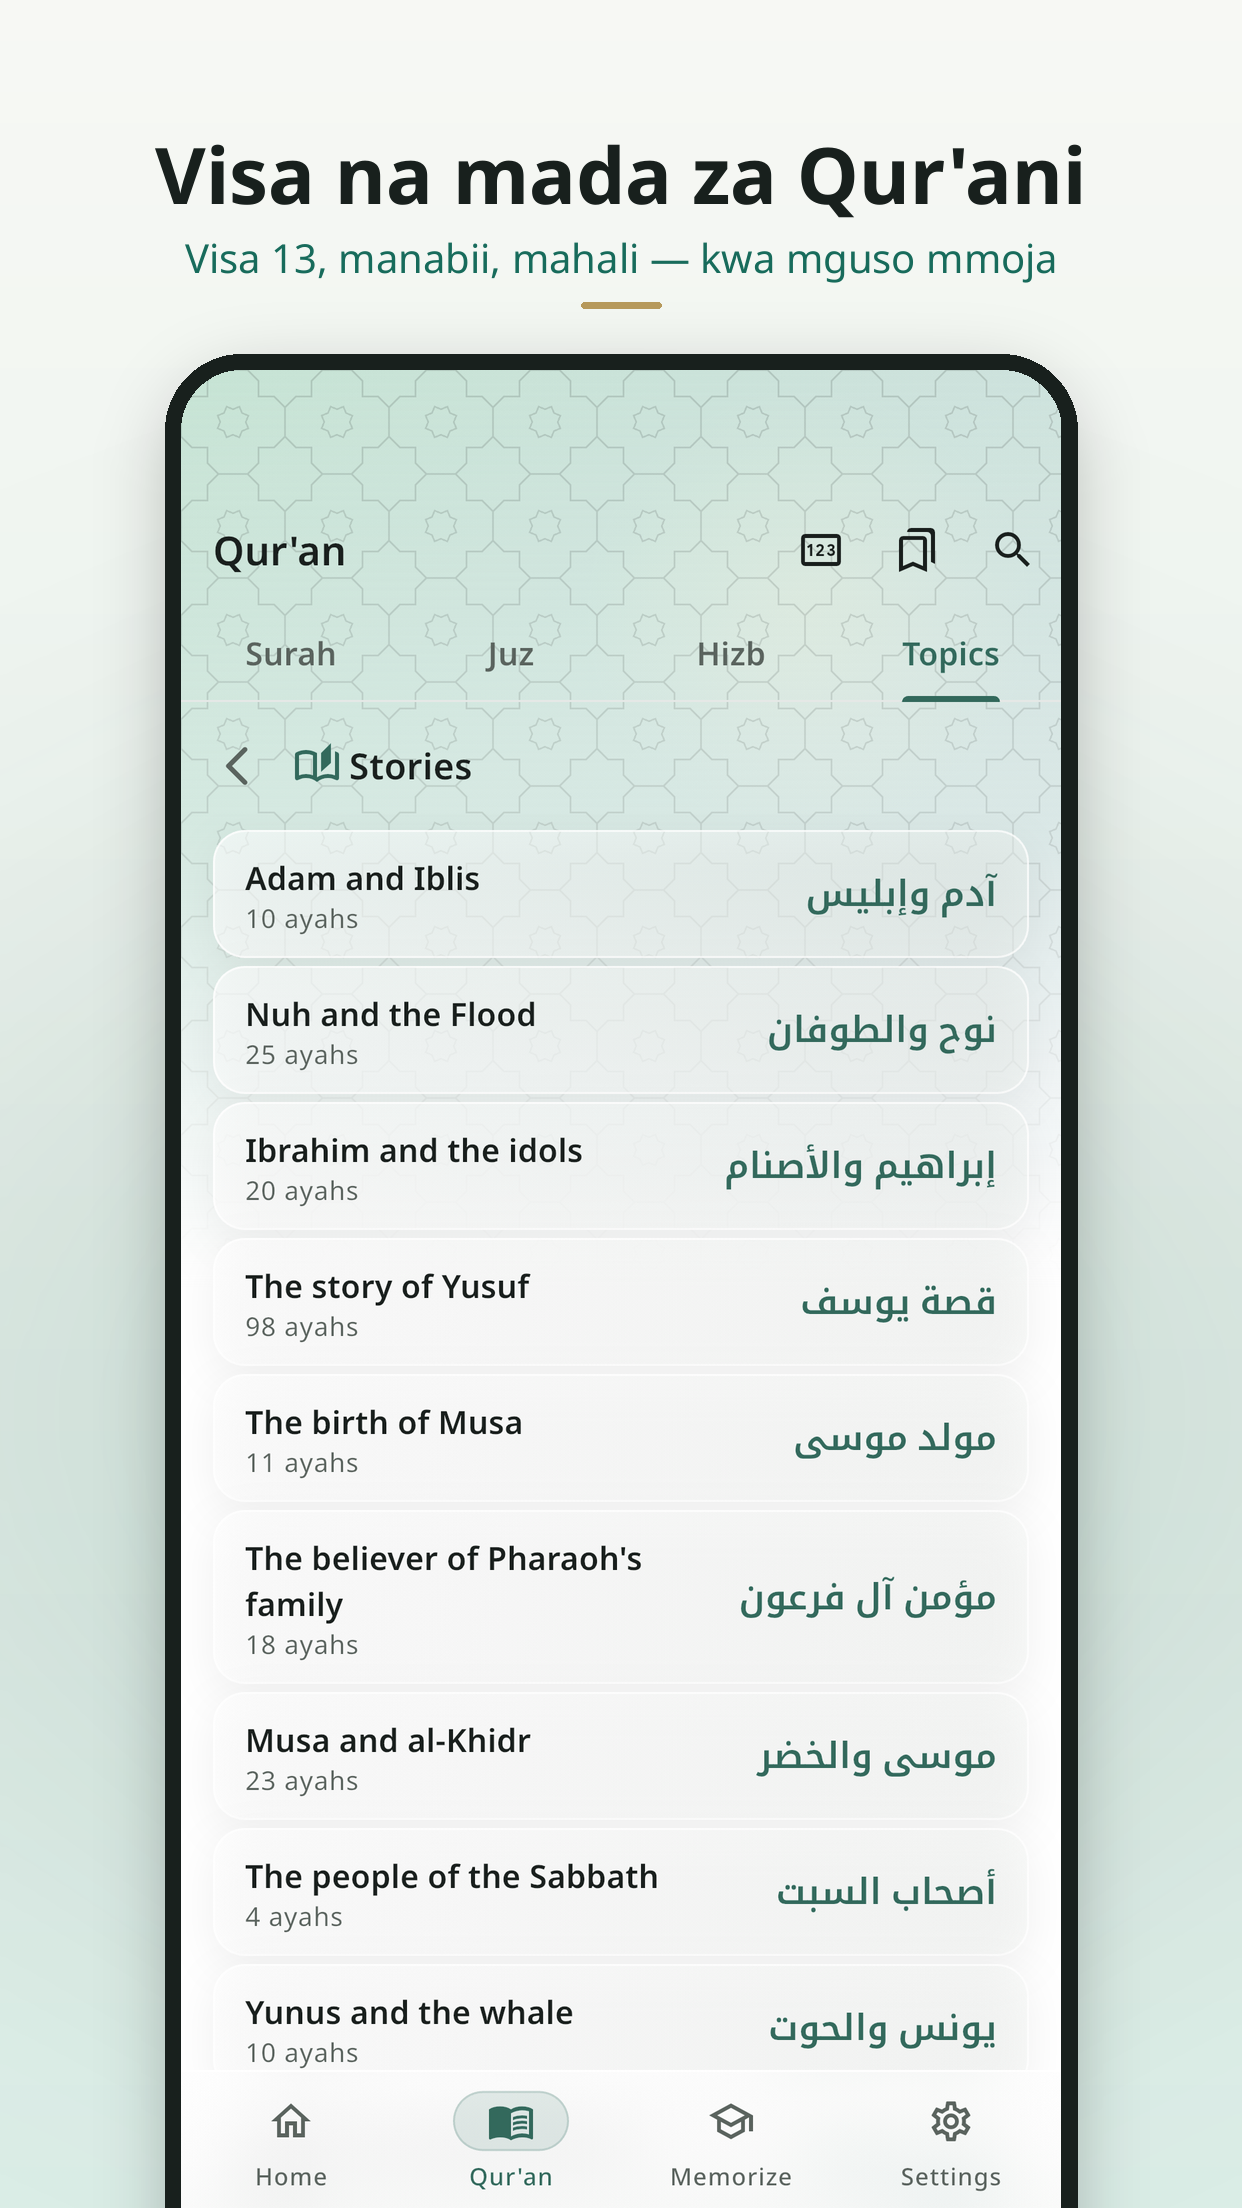 Visa na mada za Qur'ani
Visa 13, manabii, mahali — kwa mguso mmoja
Qur'an
123
Surah Juz Hizb Topics
Stories
Adam and Iblis
10 ayahs
آدم وإبليس
Nuh and the Flood
25 ayahs
نوح والطوفان
Ibrahim and the idols
20 ayahs
إبراهيم والأصنام
The story of Yusuf
98 ayahs
قصة يوسف
The birth of Musa
11 ayahs
مولد موسى
The believer of Pharaoh's
family
18 ayahs
مؤمن آل فرعون
Musa and al-Khidr
23 ayahs
موسى والخضر
The people of the Sabbath
4 ayahs
أصحاب السبت
Yunus and the whale
10 ayahs
يونس والحوت
Home Qur'an Memorize Settings